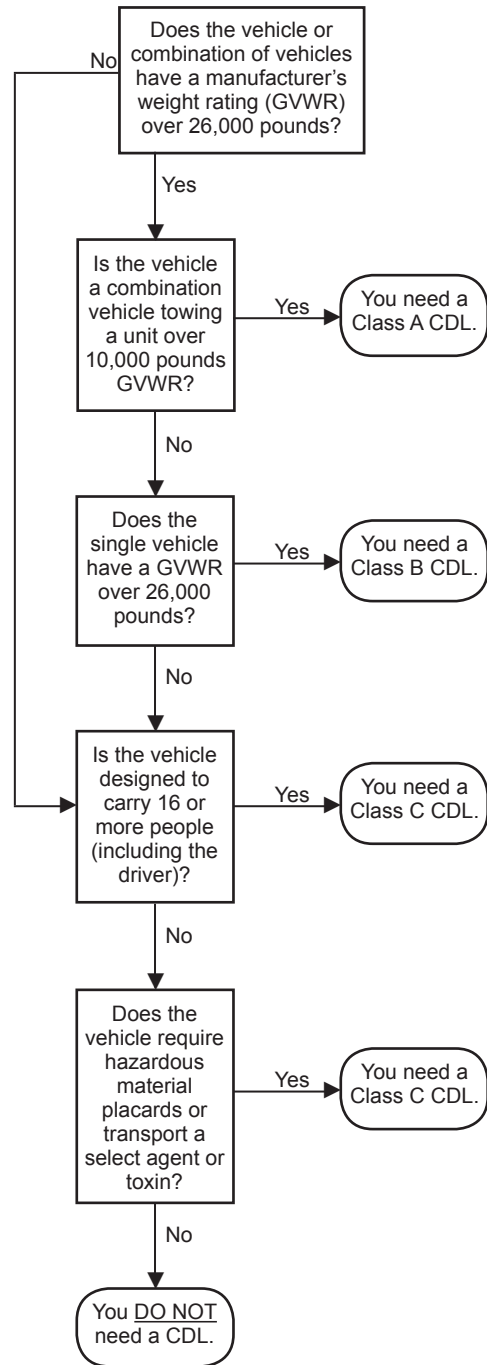 Does the vehicle or
combination of vehicles
have a manufacturer’s
weight rating (GVWR)
over 26,000 pounds?
No
Yes
Is the vehicle
a combination
vehicle towing
a unit over
10,000 pounds
GVWR?
Yes
You need a
Class A CDL.
No
Does the
single vehicle
have a GVWR
over 26,000
pounds?
Yes
You need a
Class B CDL.
No
Is the vehicle
designed to
carry 16 or
more people
(including the
driver)?
Yes
You need a
Class C CDL.
No
Does the
vehicle require
hazardous
material
placards or
transport a
select agent or
toxin?
Yes
You need a
Class C CDL.
No
You DO NOT
need a CDL.